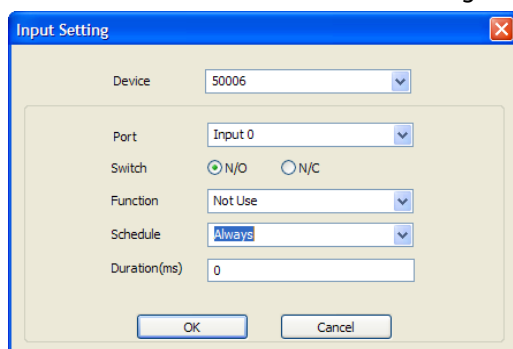 Input Setting
Device 50006
Port Input 0
Switch N/O N/C
Function Not Use
Schedule Always
Duration(ms) 0
OK Cancel